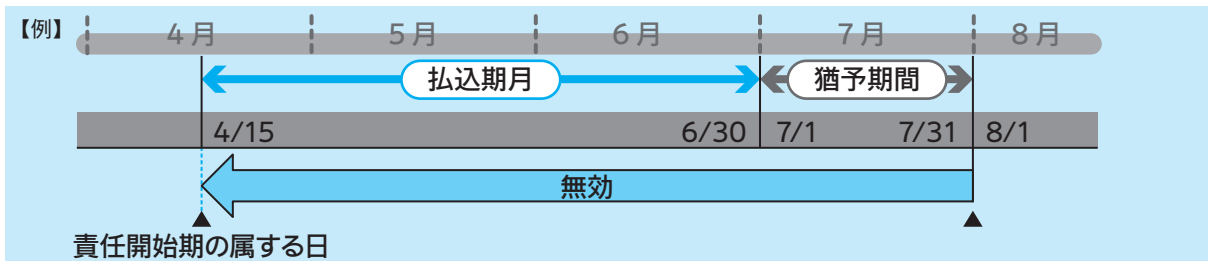 【例】 4月 5月 6月 7月 8月
払込期月 猶予期間
4/15 6/30 7/1 7/31 8/1
無効
責任開始期の属する日